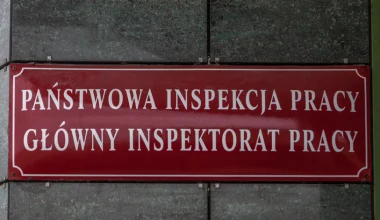 PAŃSTWOWA INSPEKCJA PRACY
GŁÓWNY INSPEKTORAT PRACY